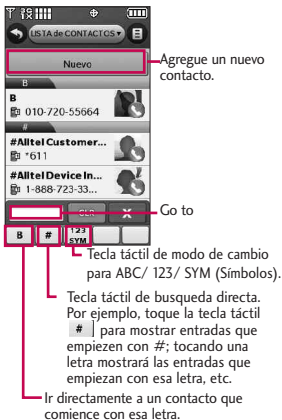 LISTA de CONTACTOS
Nuevo
Agregue un nuevo
contacto.
B
B
010-720-55664
#
#Alltel Customer...
*611
#Alltel Device In...
1-888-723-33...
CLR
X
Go to
B
#
123
SYM
Tecla táctil de modo de cambio
para ABC/ 123/ SYM (Símbolos).
Tecla táctil de busqueda directa.
Por ejemplo, toque la tecla táctil
# para mostrar entradas que
empiezen con #; tocando una
letra mostrará las entradas que
empiezan con esa letra, etc.
Ir directamente a un contacto que
comience con esa letra.